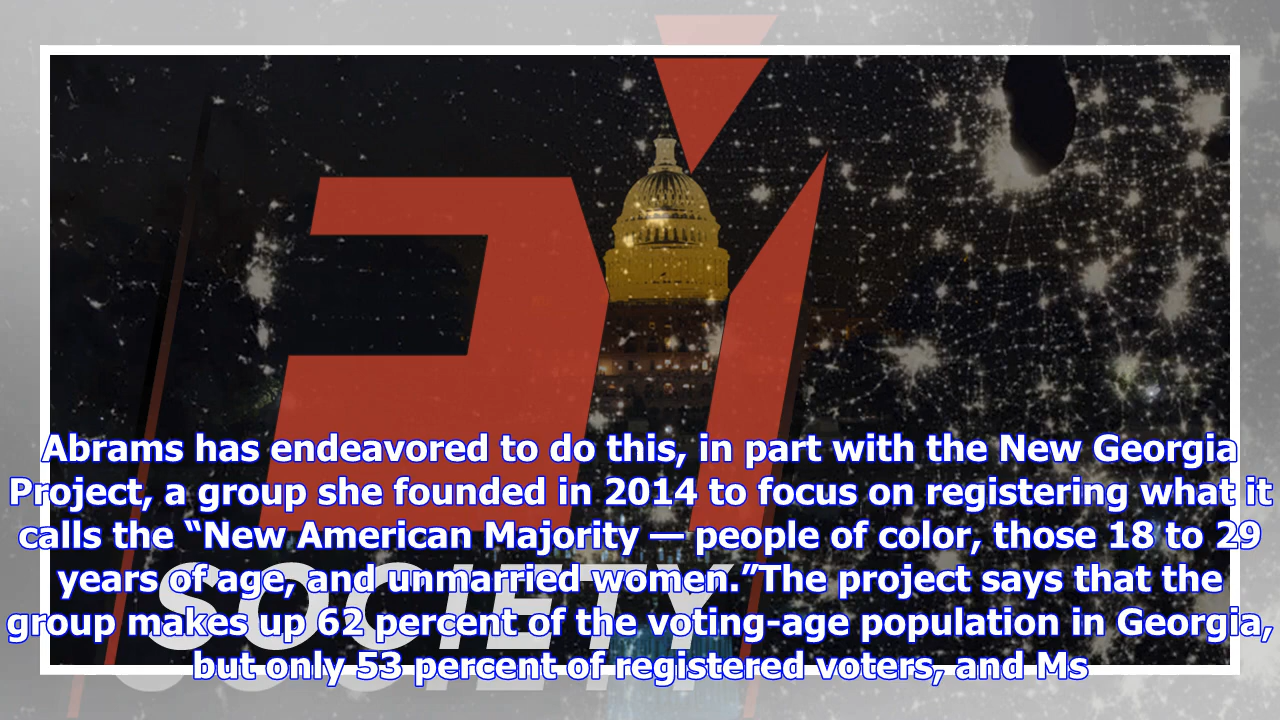 Abrams has endeavored to do this, in part with the New Georgia
Project, a group she founded in 2014 to focus on registering what it
calls the “New American Majority — people of color, those 18 to 29
years of age, and unmarried women.”The project says that the
group makes up 62 percent of the voting-age population in Georgia,
but only 53 percent of registered voters, and Ms
SOCIETY